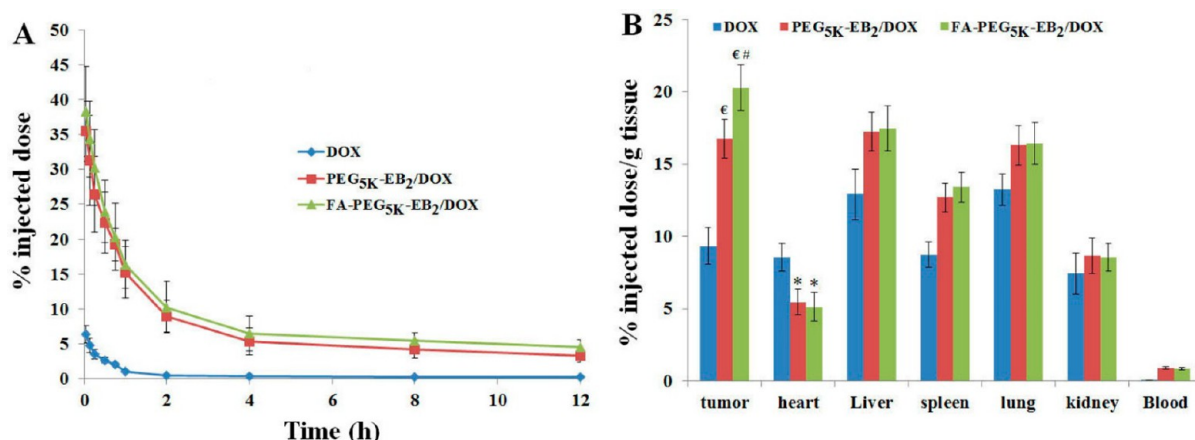 A
50
45
40
35
30
25
20
15
10
5
0
% injected dose
DOX
PEG5K-EB2/DOX
FA-PEG5K-EB2/DOX
0 2 4 6 8 10 12
Time (h)
B
25
20
15
10
5
0
% injected dose/g tissue
DOX PEG5K-EB2/DOX FA-PEG5K-EB2/DOX
€ €#
* *
tumor heart Liver spleen lung kidney Blood